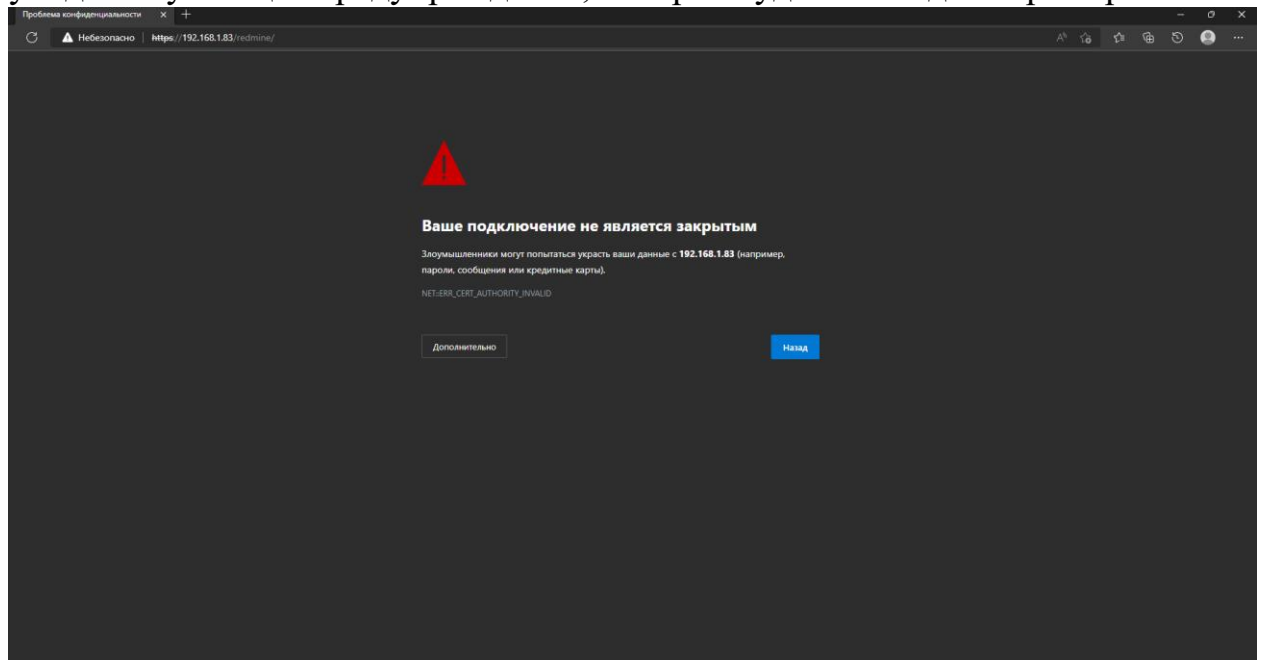 Проблема конфиденциальности
Небезопасно https://192.168.1.83/redmine/
Ваше подключение не является закрытым
Злоумышленники могут попытаться украсть ваши данные с 192.168.1.83 (например,
пароли, сообщения или кредитные карты).
NET::ERR_CERT_AUTHORITY_INVALID
Дополнительно
Назад